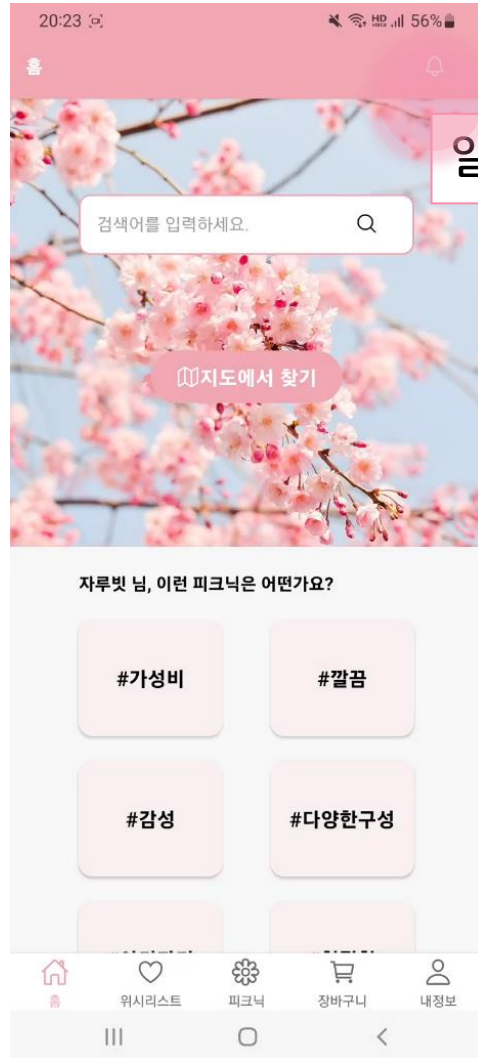 20:23
56%
홈
검색어를 입력하세요.
지도에서 찾기
자루빗 님, 이런 피크닉은 어떤가요?
#가성비 #깔끔
#감성 #다양한구성
홈 위시리스트 피크닉 장바구니 내정보